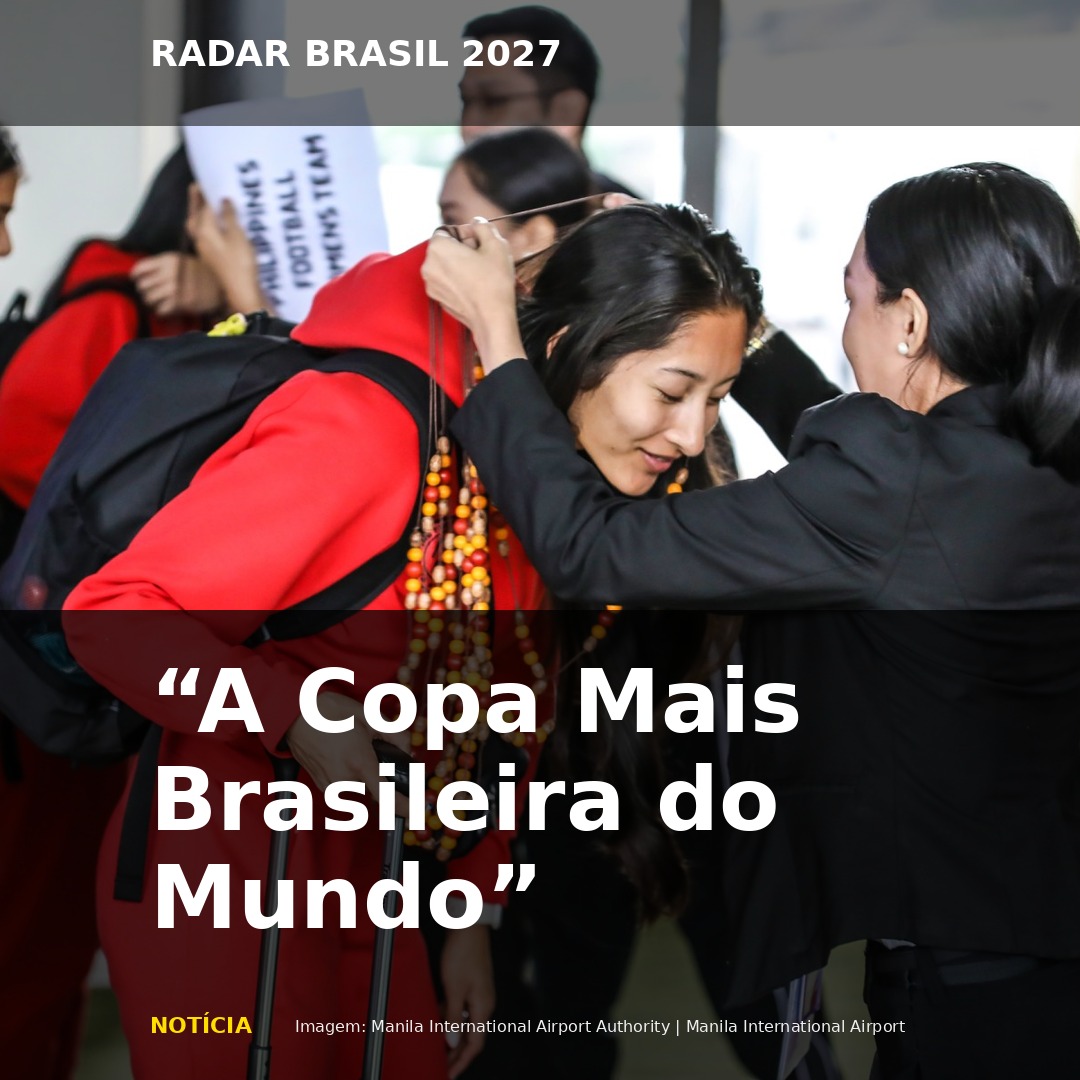 RADAR BRASIL 2027
PHILIPPINES
FOOTBALL
MENS TEAM
“A Copa Mais
Brasileira do
Mundo”
NOTÍCIA
Imagem: Manila International Airport Authority | Manila International Airport